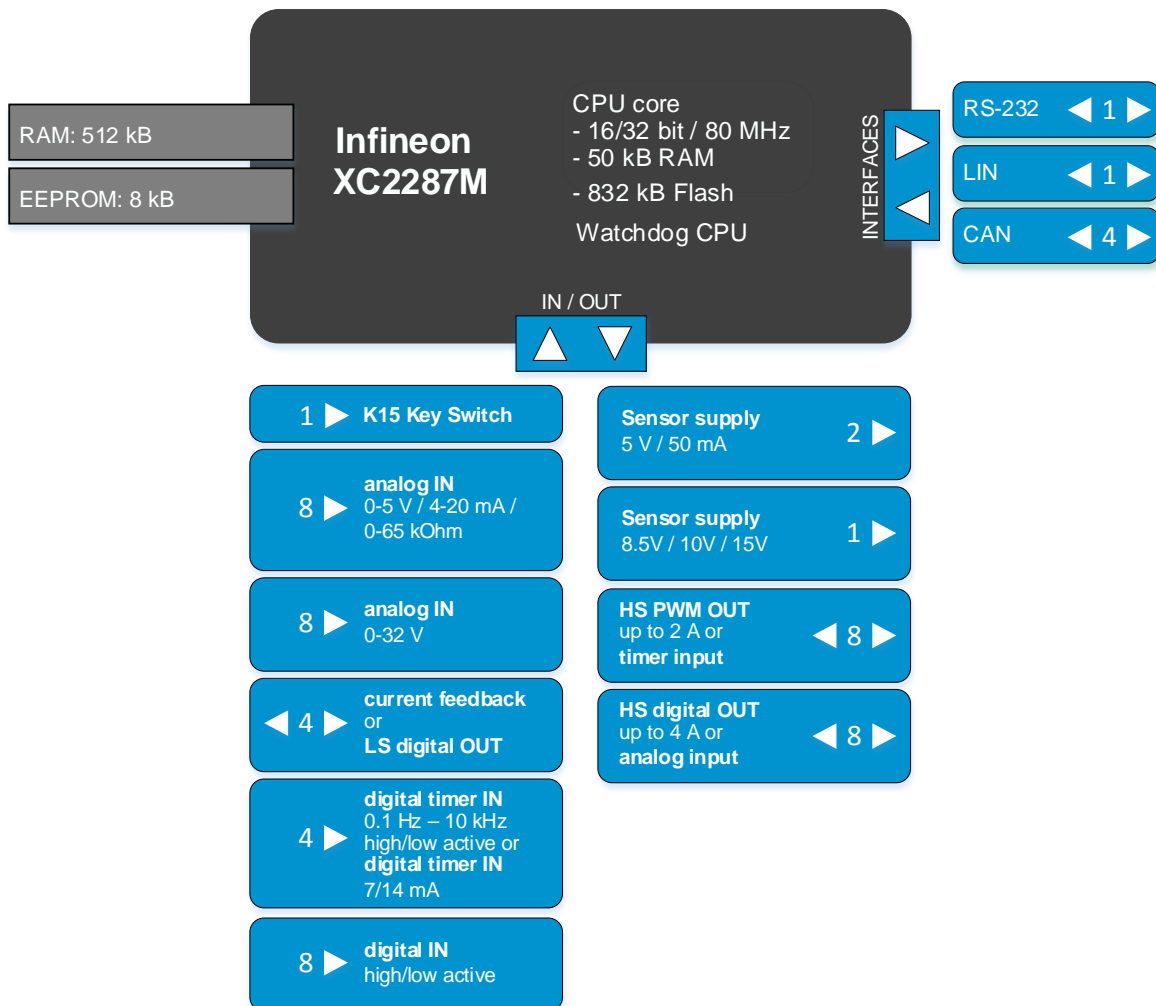 RAM: 512 kB
EEPROM: 8 kB
Infineon
XC2287M
CPU core
- 16/32 bit / 80 MHz
- 50 kB RAM
- 832 kB Flash
Watchdog CPU
INTERFACES
RS-232 1
LIN 1
CAN 4
IN / OUT
1 K15 Key Switch
8 analog IN
0-5 V / 4-20 mA /
0-65 kOhm
8 analog IN
0-32 V
4 current feedback
or
LS digital OUT
4 digital timer IN
0.1 Hz – 10 kHz
high/low active or
digital timer IN
7/14 mA
8 digital IN
high/low active
Sensor supply 2
5 V / 50 mA
Sensor supply 1
8.5V / 10V / 15V
HS PWM OUT 8
up to 2 A or
timer input
HS digital OUT 8
up to 4 A or
analog input